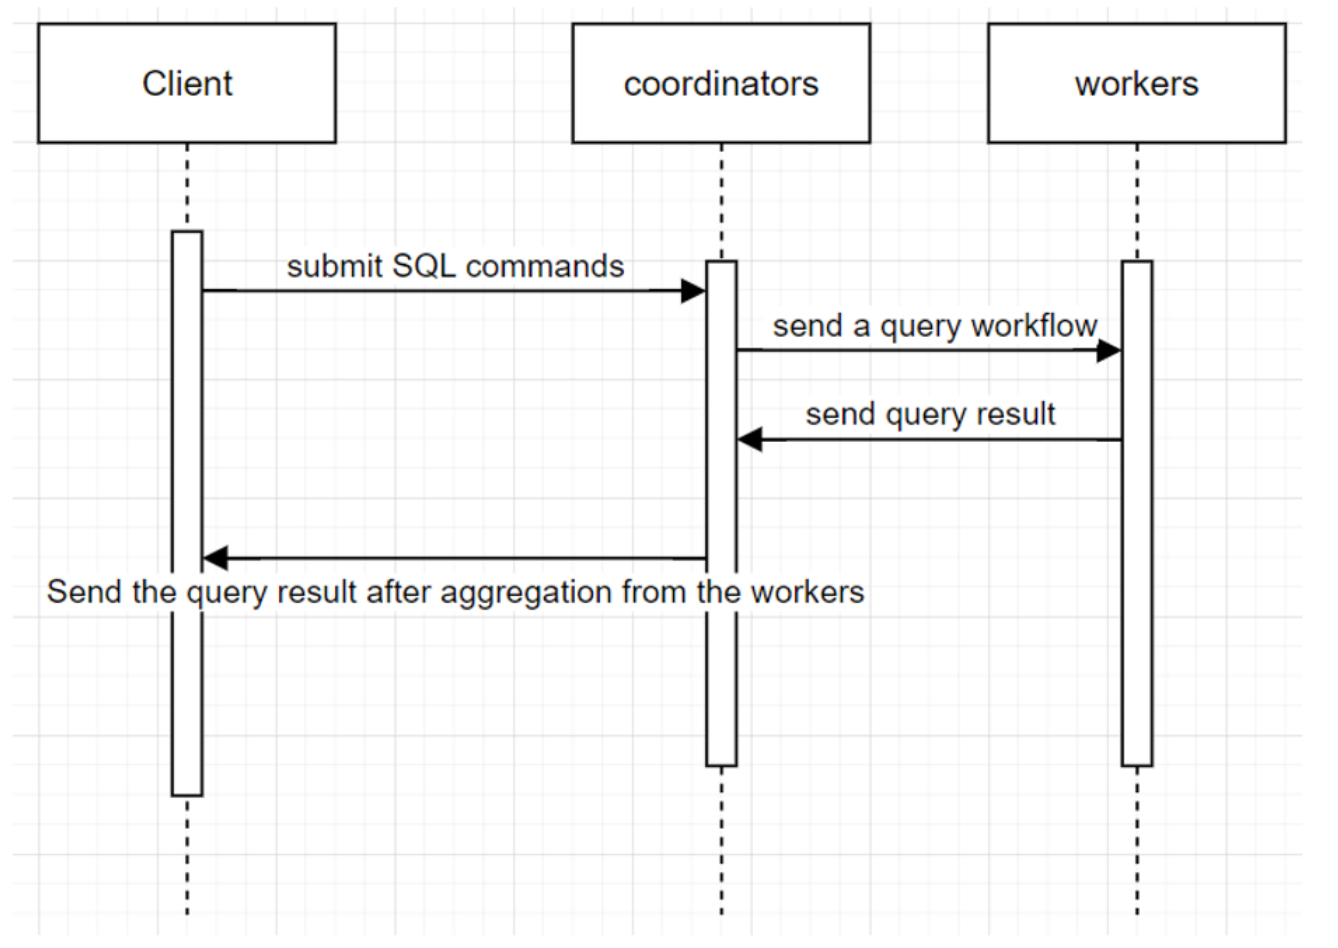 Client
coordinators
workers
submit SQL commands
send a query workflow
send query result
Send the query result after aggregation from the workers